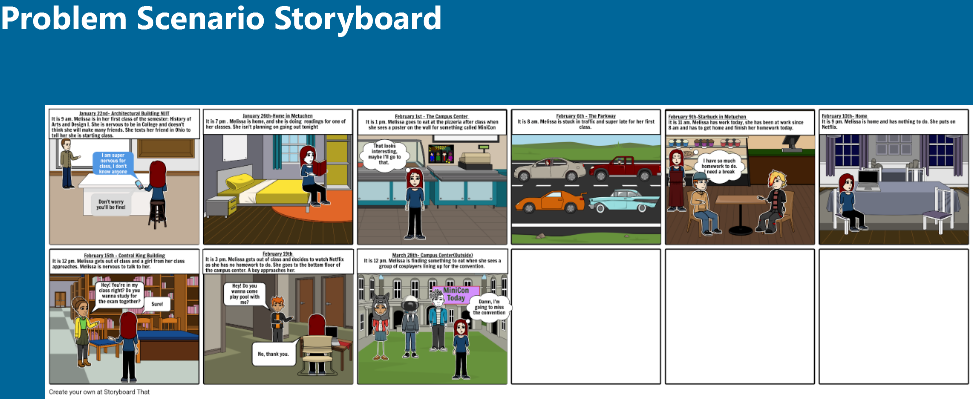 Problem Scenario Storyboard
January 22nd- Architectural Building NJIT
It is 9 am. Melissa is in her first class of the semester: History of
Arts and Design I. She is nervous to be in College and doesn't
think she will make many friends. She texts her friend in Ohio to
tell her she is starting class.
I am super
nervous for
class, I don't
know anyone
Don't worry
you'll be fine!
January 28th-Home in Metuchen
It is 7 pm . Melissa is home, and she is doing readings for one of
her classes. She isn't planning on going out tonight
February 1st - The Campus Center
It is 1 pm. Melissa goes to eat at the pizzeria after class when
she sees a poster on the wall for something called MiniCon
That looks
interesting,
maybe I'll go to
that.
February 6th - The Parkway
It is 8 am. Melissa is stuck in traffic and super late for her first
class.
February 9th-Starbuck in Metuchen
It is 11 am. Melissa has work today, she has been at work since
8 am and has to get home and finish her homework today.
I have so much
homework to do.
I need a break
February 10th- Home
It is 9 pm. Melissa is home and has nothing to do. She puts on
Netflix.
February 15th - Central King Building
It is 12 pm. Melissa gets out of class and a girl from her class
approaches. Melissa is nervous to talk to her.
Hey! You're in my
class right? Do you
wanna study for
the exam together?
Sure!
February 19th
It is 2 pm. Melissa gets out of class and decides to watch Netflix
as she has no homework to do. She goes to the bottom floor of
the campus center. A boy approaches her.
Hey! Do you
wanna come
play pool with
me?
No, thank you.
March 28th- Campus Center(Outside)
It is 12 pm. Melissa is finding something to eat when she sees a
group of cosplayers lining up for the convention.
MiniCon
Today
Damn, I'm
going to miss
the convention
Create your own at Storyboard That